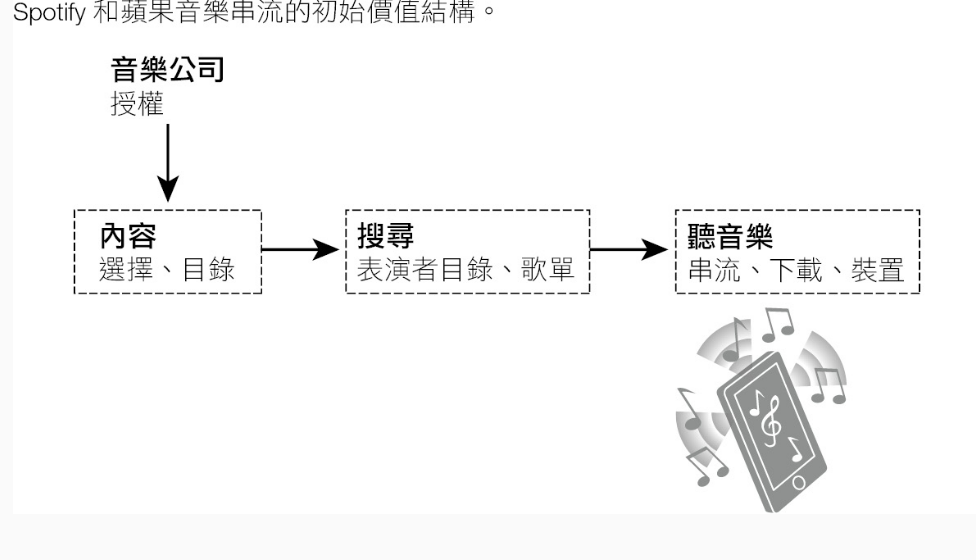 Spotify 和蘋果音樂串流的初始價值結構。
音樂公司
授權
內容
選擇、目錄
搜尋
表演者目錄、歌單
聽音樂
串流、下載、裝置